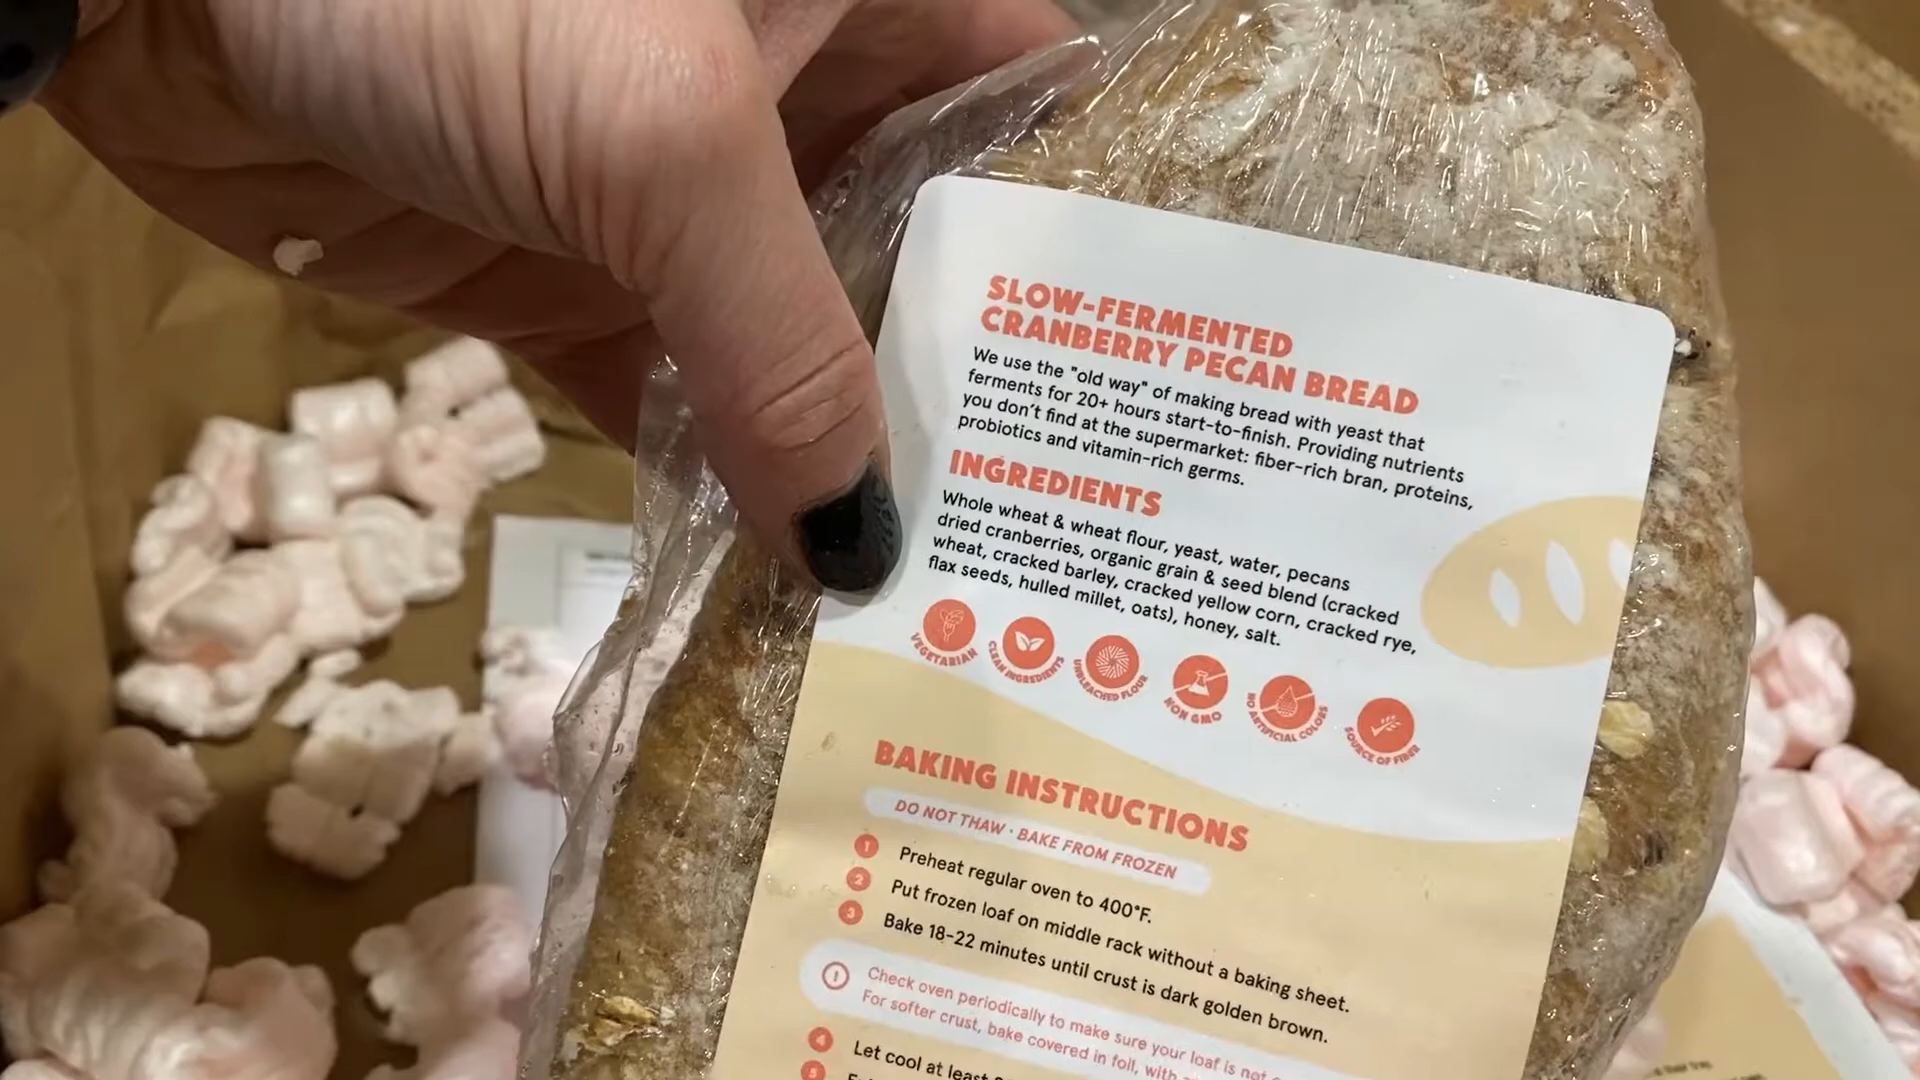 SLOW-FERMENTED
CRANBERRY PECAN BREAD
We use the "old way" of making bread with yeast that
ferments for 20+ hours start-to-finish. Providing nutrients
you don't find at the supermarket: fiber-rich bran, proteins,
probiotics and vitamin-rich germs.
INGREDIENTS
Whole wheat & wheat flour, yeast, water, pecans
dried cranberries, organic grain & seed blend (cracked
wheat, cracked barley, cracked yellow corn, cracked rye,
flax seeds, hulled millet, oats), honey, salt.
VEGETARIAN
CLEAN INGREDIENTS
UNBLEACHED FLOUR
NON GMO
NO ARTIFICIAL COLORS
SOURCE OF FIBER
BAKING INSTRUCTIONS
DO NOT THAW · BAKE FROM FROZEN
1 Preheat regular oven to 400°F.
2 Put frozen loaf on middle rack without a baking sheet.
3 Bake 18-22 minutes until crust is dark golden brown.
! Check oven periodically to make sure your loaf is not
For softer crust, bake covered in foil, with
4 Let cool at least
5